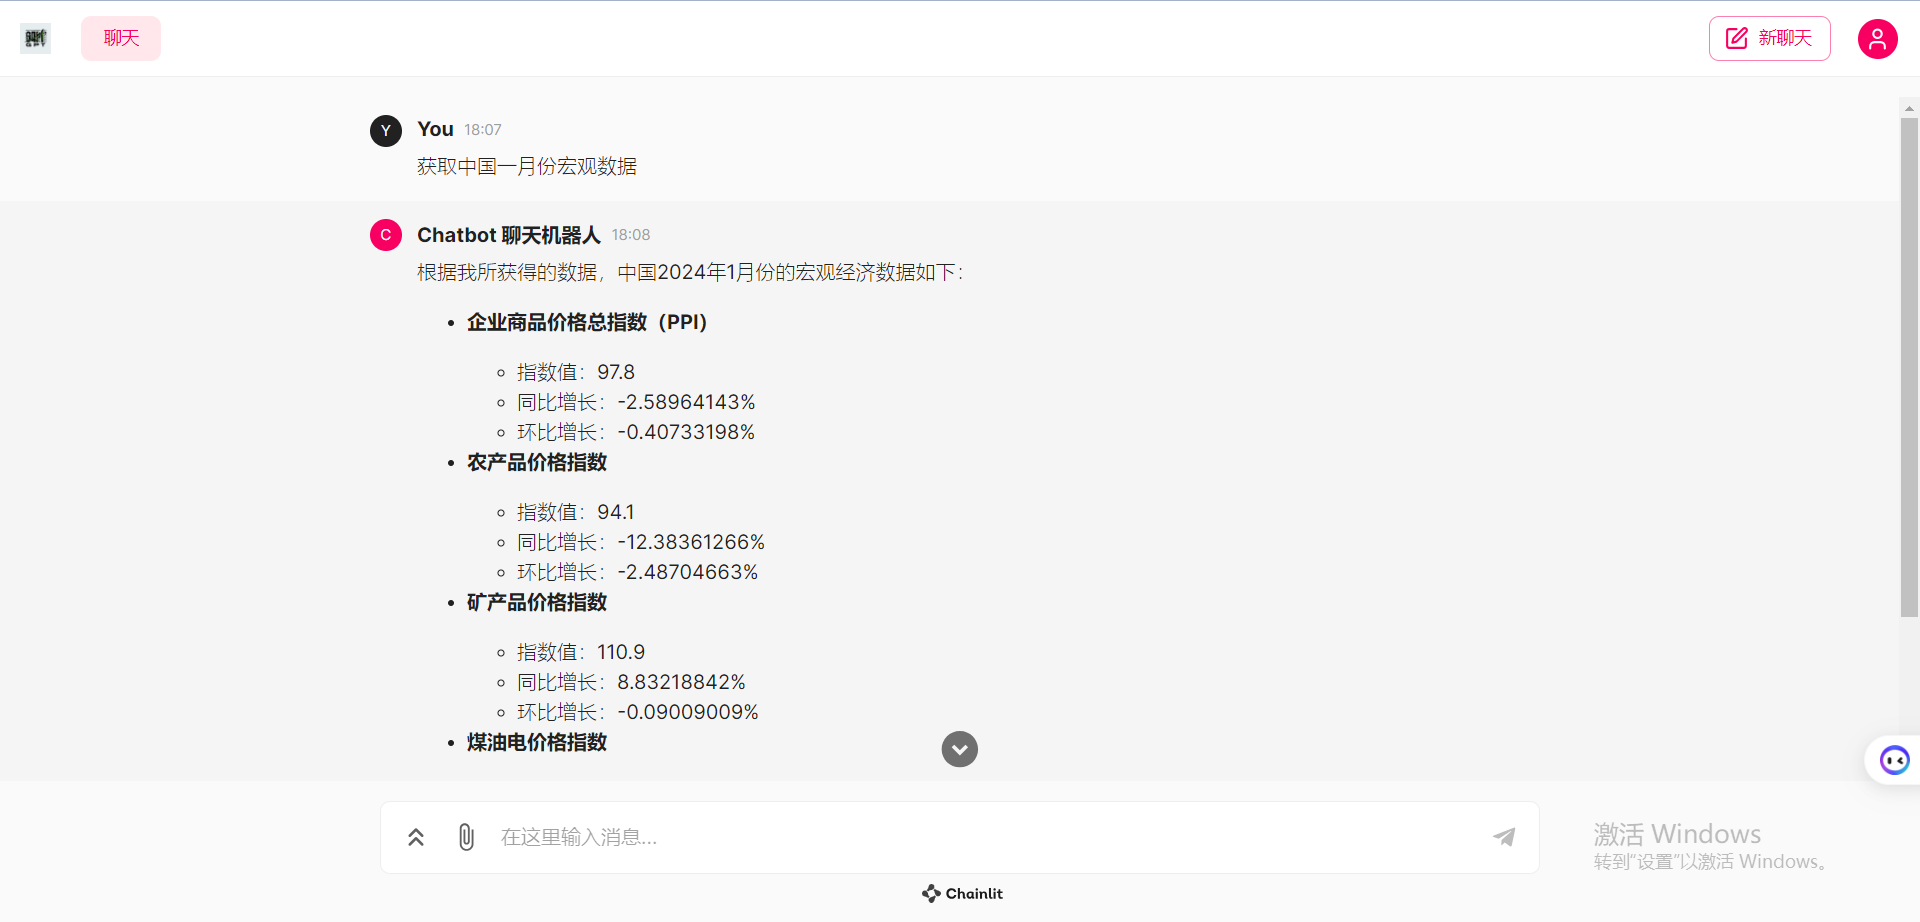 聊天
新聊天
Y
You 18:07
获取中国一月份宏观数据
C
Chatbot 聊天机器人 18:08
根据我所获得的数据，中国2024年1月份的宏观经济数据如下：
企业商品价格总指数（PPI）
指数值：97.8
同比增长：-2.58964143%
环比增长：-0.40733198%
农产品价格指数
指数值：94.1
同比增长：-12.38361266%
环比增长：-2.48704663%
矿产品价格指数
指数值：110.9
同比增长：8.83218842%
环比增长：-0.09009009%
煤油电价格指数
在这里输入消息...
激活 Windows
转到"设置"以激活 Windows。
Chainlit